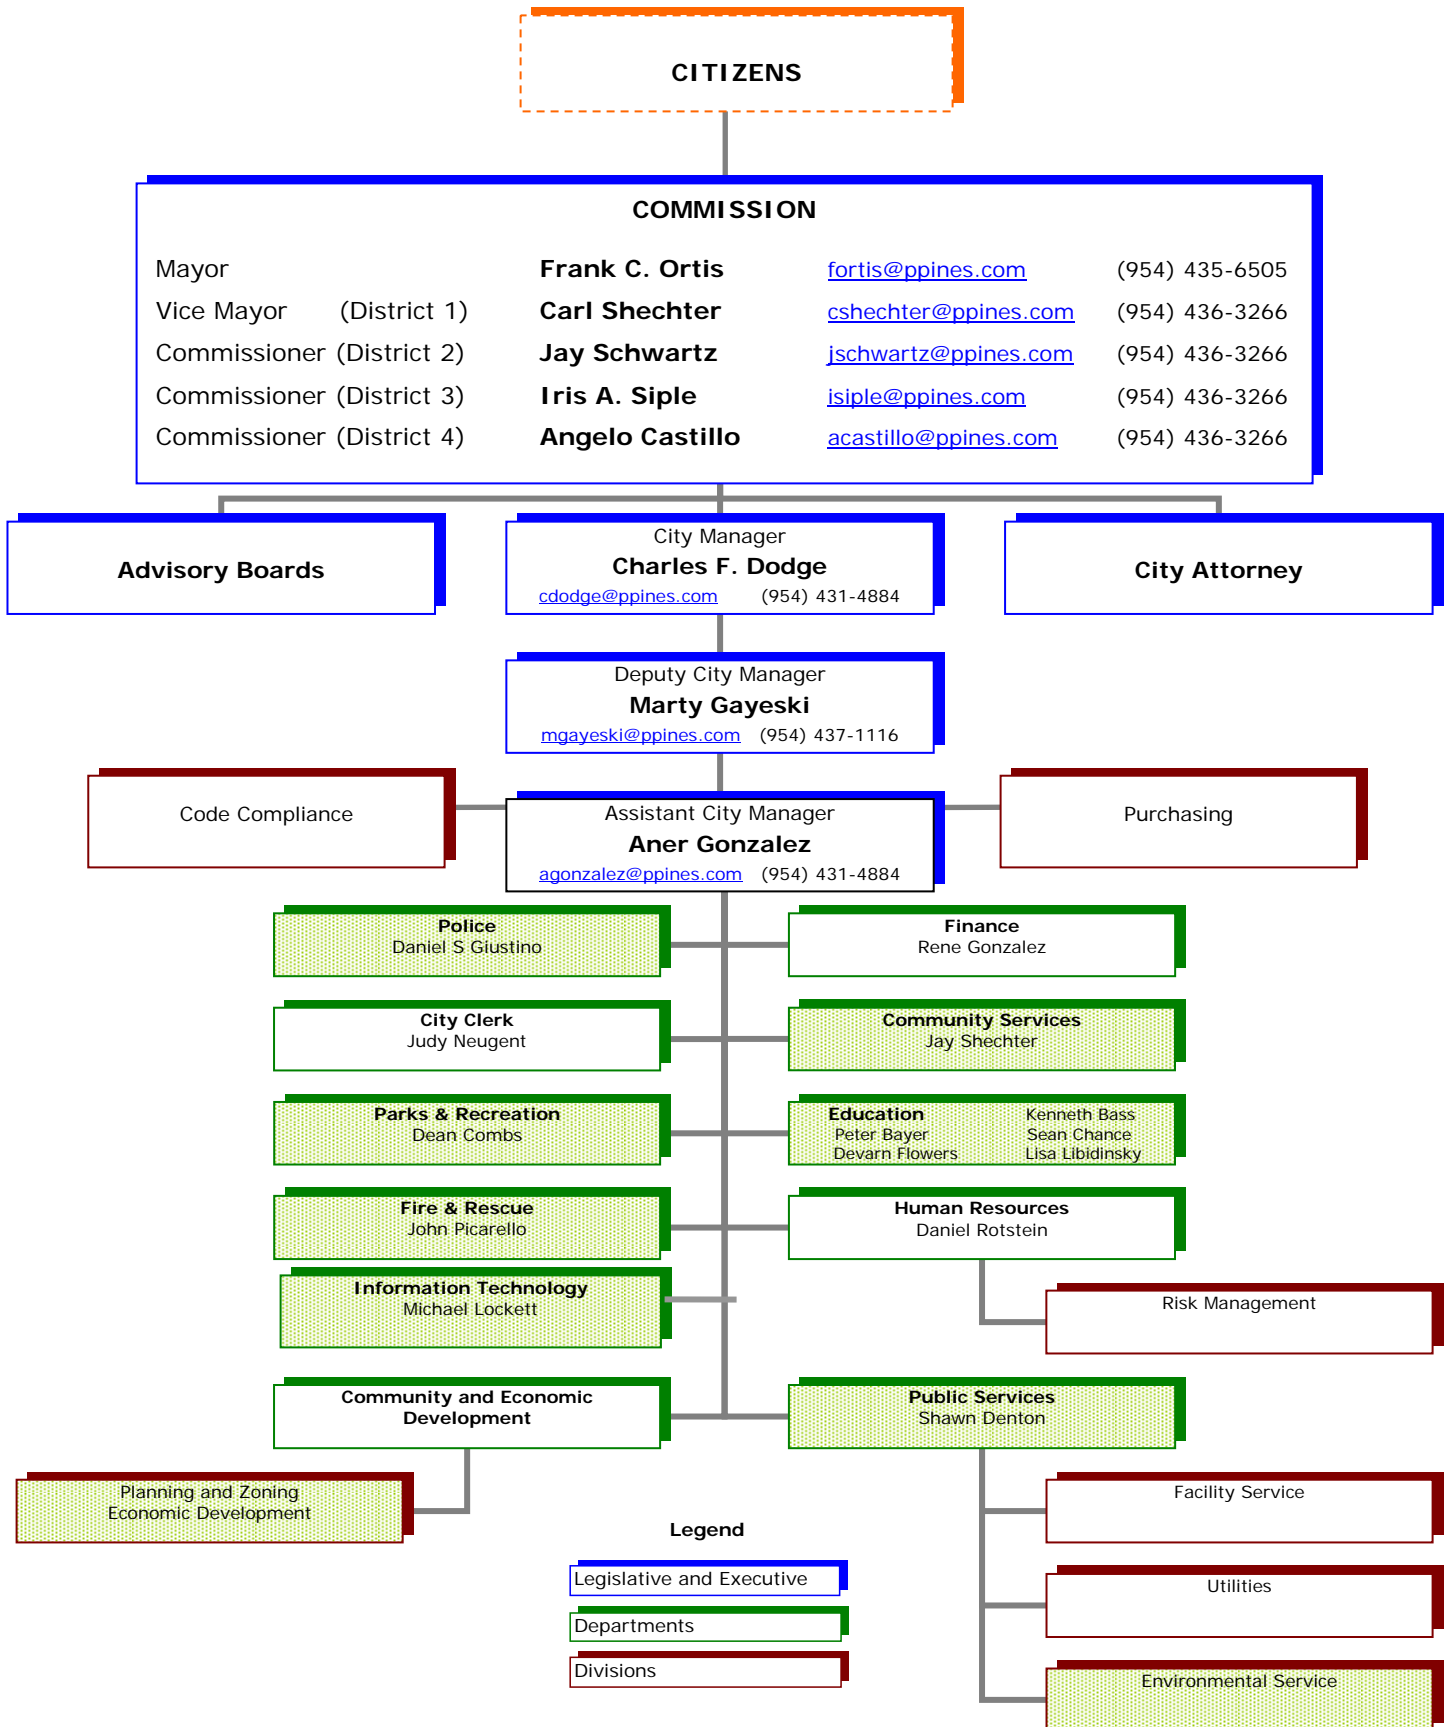 CITIZENS
COMMISSION
Mayor Frank C. Ortis fortis@ppines.com (954) 435-6505
Vice Mayor (District 1) Carl Shechter cshechter@ppines.com (954) 436-3266
Commissioner (District 2) Jay Schwartz jschwartz@ppines.com (954) 436-3266
Commissioner (District 3) Iris A. Siple isiple@ppines.com (954) 436-3266
Commissioner (District 4) Angelo Castillo acastillo@ppines.com (954) 436-3266
Advisory Boards
City Manager
Charles F. Dodge
cdodge@ppines.com (954) 431-4884
City Attorney
Deputy City Manager
Marty Gayeski
mgayeski@ppines.com (954) 437-1116
Code Compliance
Assistant City Manager
Aner Gonzalez
agonzalez@ppines.com (954) 431-4884
Purchasing
Police
Daniel S Giustino
Finance
Rene Gonzalez
City Clerk
Judy Neugent
Community Services
Jay Shechter
Parks & Recreation
Dean Combs
Education Kenneth Bass
Peter Bayer Sean Chance
Devarn Flowers Lisa Libidinsky
Fire & Rescue
John Picarello
Human Resources
Daniel Rotstein
Information Technology
Michael Lockett
Risk Management
Community and Economic
Development
Public Services
Shawn Denton
Planning and Zoning
Economic Development
Facility Service
Legend
Legislative and Executive
Departments
Divisions
Utilities
Environmental Service